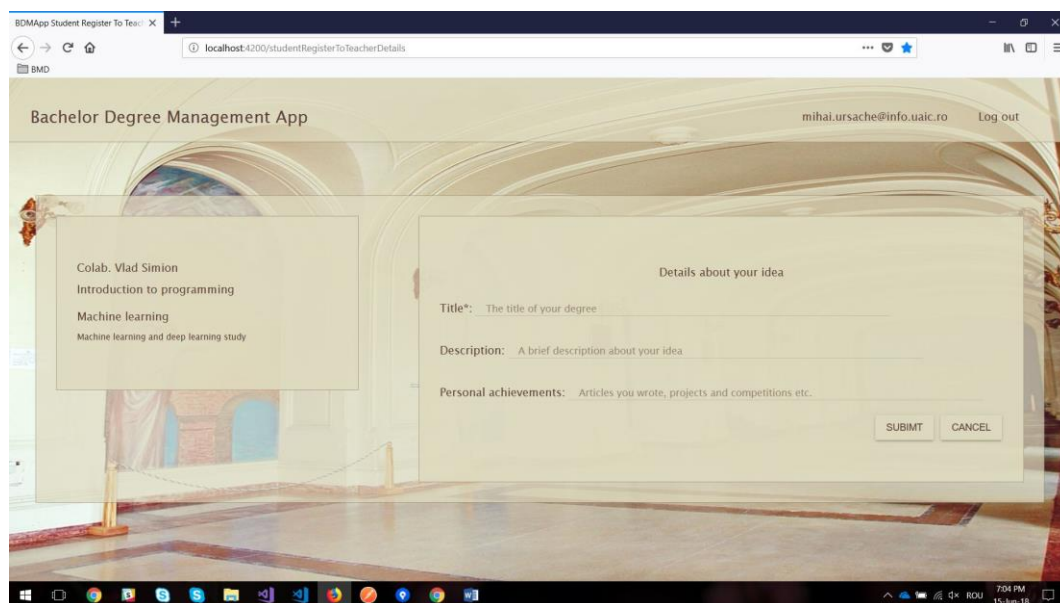 BDMApp Student Register To Teac
localhost:4200/studentRegisterToTeacherDetails
BMD
Bachelor Degree Management App
mihai.ursache@info.uaic.ro Log out
Colab. Vlad Simion
Introduction to programming
Machine learning
Machine learning and deep learning study
Details about your idea
Title*: The title of your degree
Description: A brief description about your idea
Personal achievements: Articles you wrote, projects and competitions etc.
SUBIMT CANCEL
ROU
7:04 PM
15-Jun-18